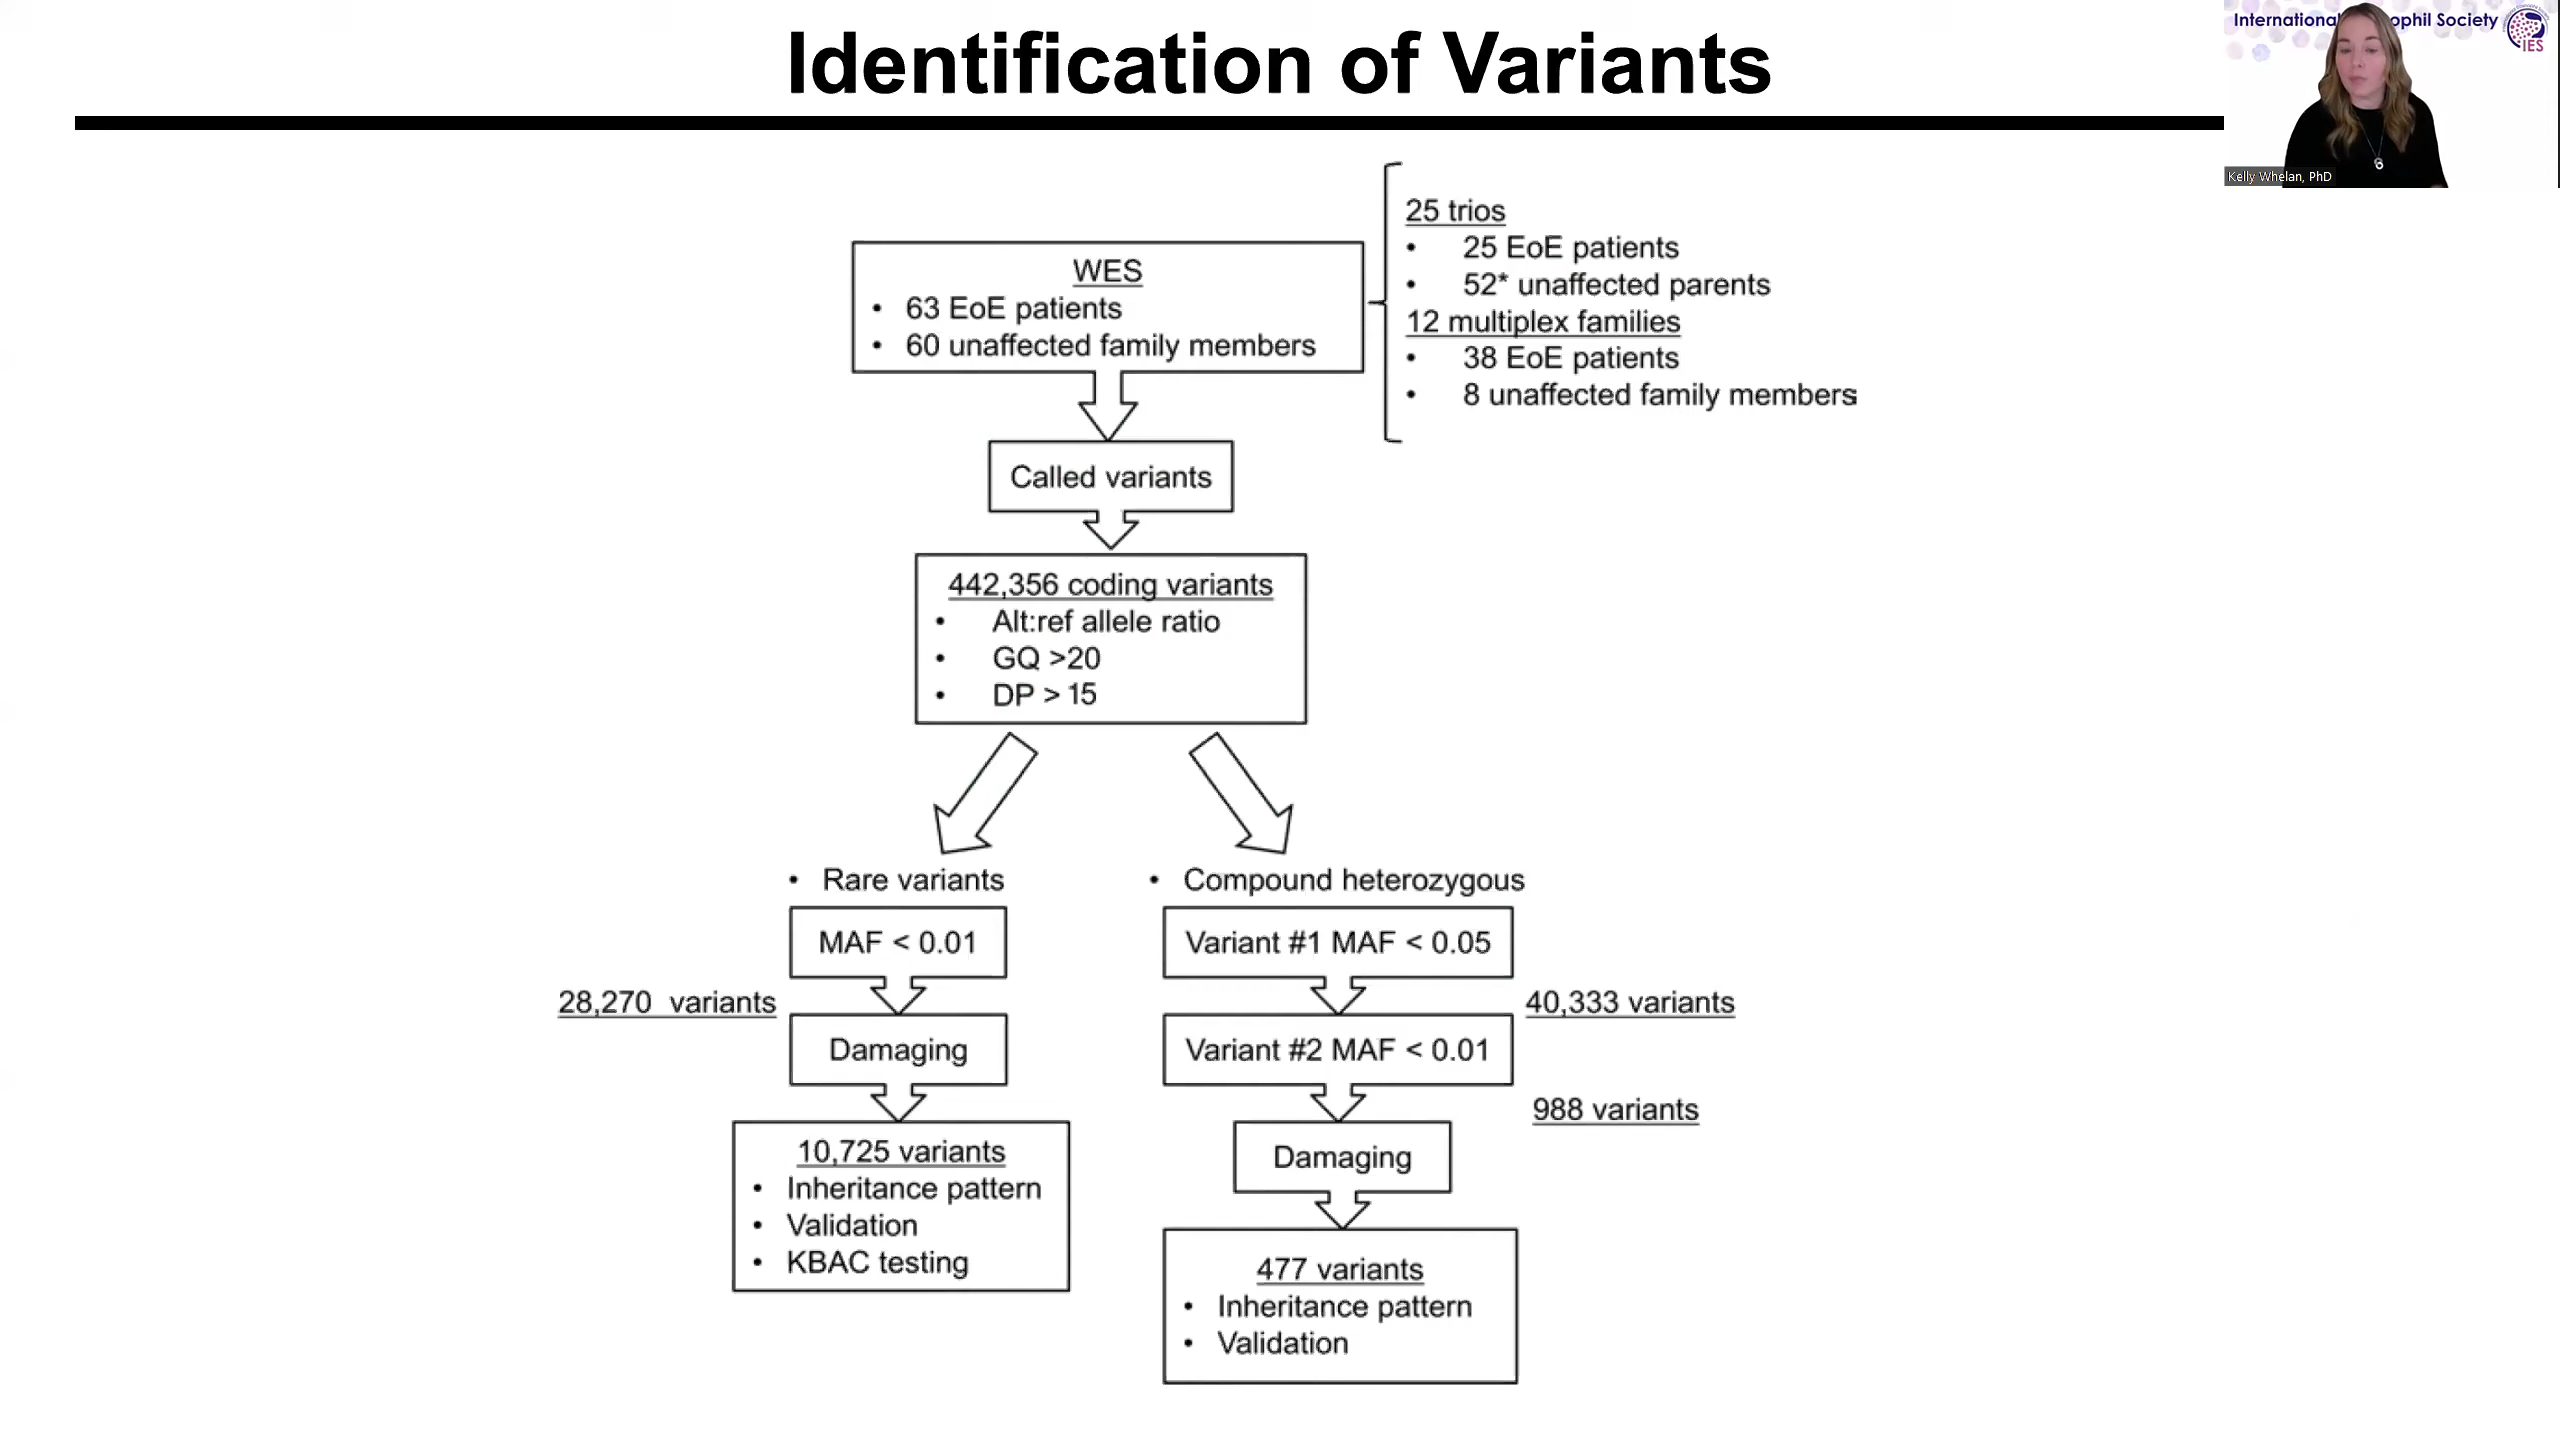 Identification of Variants
International ophil Society
IES
Kelly Whelan, PhD
WES
• 63 EoE patients
• 60 unaffected family members
25 trios
• 25 EoE patients
• 52* unaffected parents
12 multiplex families
• 38 EoE patients
• 8 unaffected family members
Called variants
442,356 coding variants
• Alt:ref allele ratio
• GQ >20
• DP > 15
• Rare variants
MAF < 0.01
28,270 variants
Damaging
10,725 variants
• Inheritance pattern
• Validation
• KBAC testing
• Compound heterozygous
Variant #1 MAF < 0.05
40,333 variants
Variant #2 MAF < 0.01
988 variants
Damaging
477 variants
• Inheritance pattern
• Validation